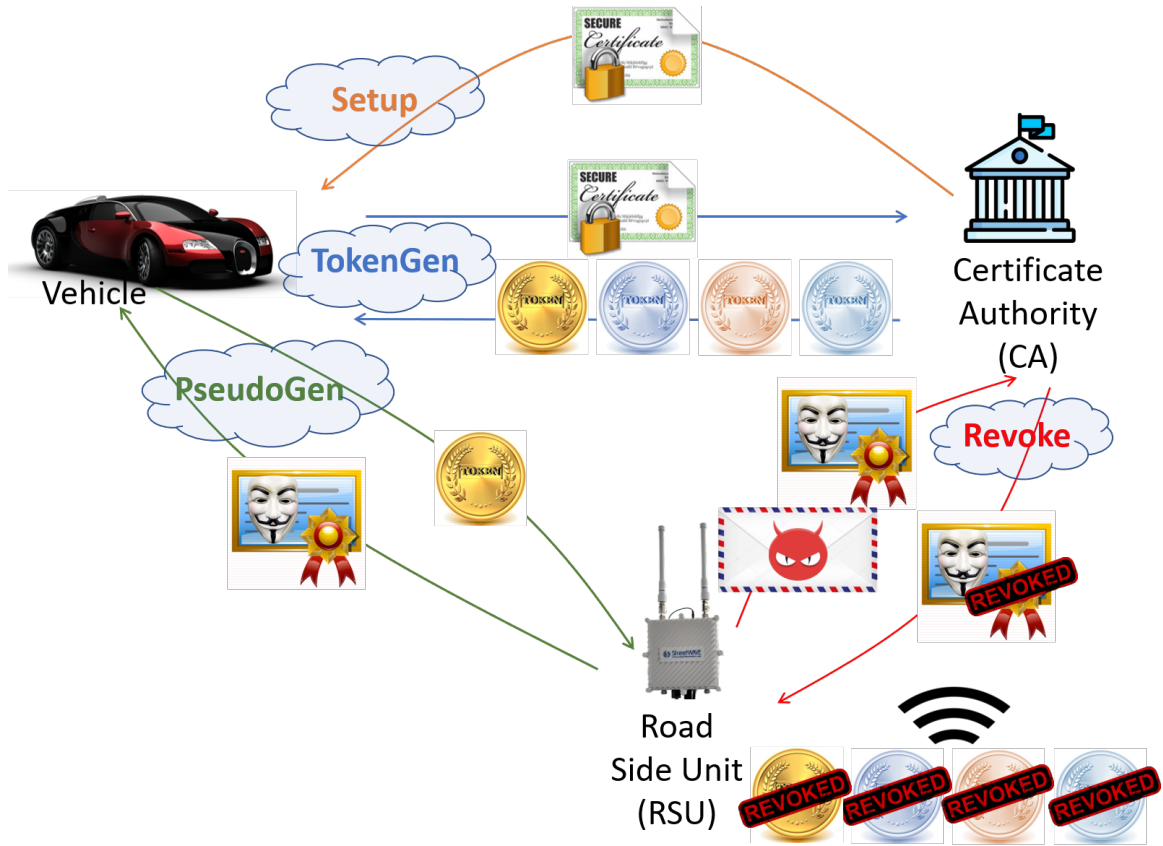 SECURE
Certificate
Setup
SECURE
Certificate
TokenGen
Vehicle
TOKEN
TOKEN
TOKEN
TOKEN
Certificate
Authority
(CA)
PseudoGen
Revoke
TOKEN
REVOKED
StreetWAVE
Road
Side Unit
(RSU)
REVOKED
REVOKED
REVOKED
REVOKED